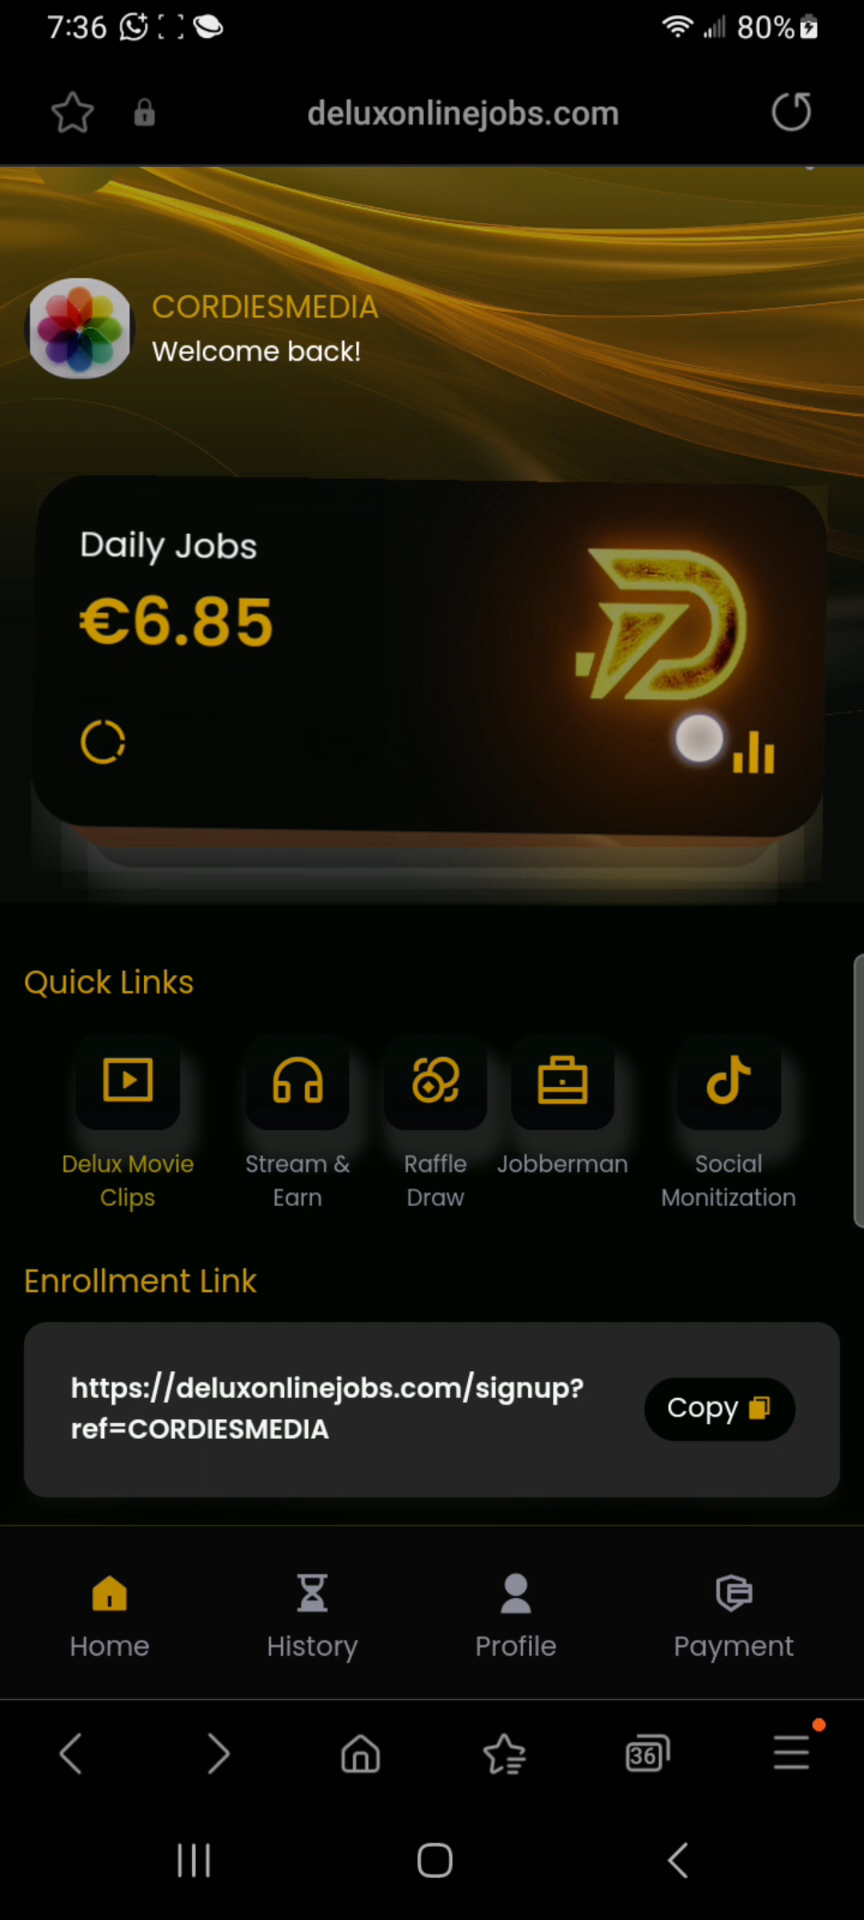 7:36
80%
deluxonlinejobs.com
CORDIESMEDIA
Welcome back!
Daily Jobs
€6.85
Quick Links
Delux Movie
Clips
Stream &
Earn
Raffle
Draw
Jobberman
Social
Monitization
Enrollment Link
https://deluxonlinejobs.com/signup?
ref=CORDIESMEDIA
Copy
Home
History
Profile
Payment
36